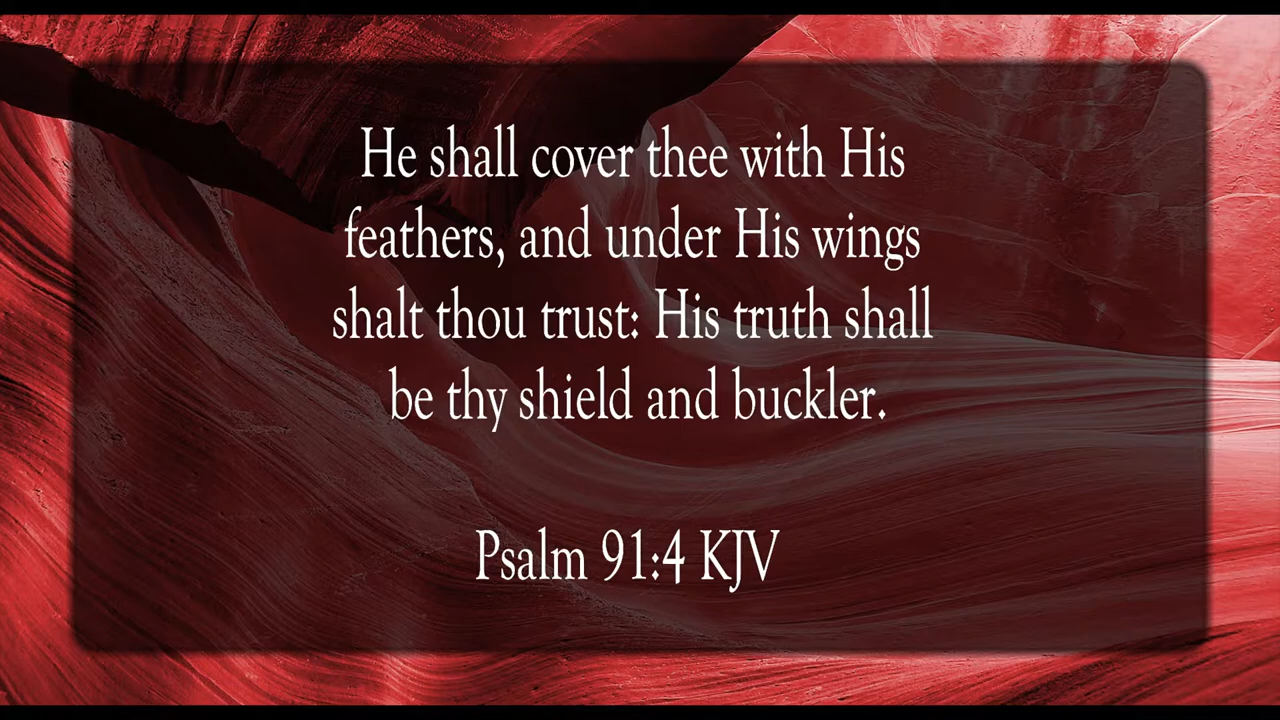 He shall cover thee with His
feathers, and under His wings
shalt thou trust: His truth shall
be thy shield and buckler.
Psalm 91:4 KJV